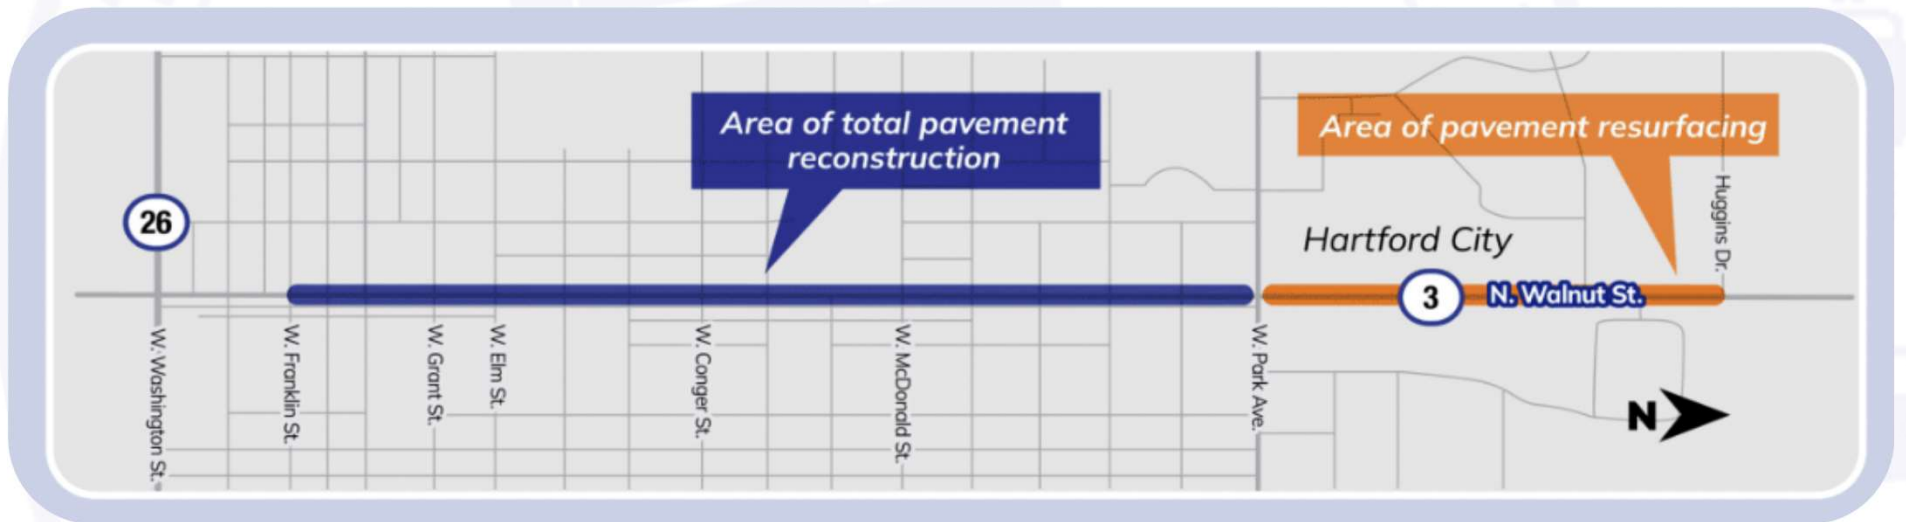 Area of total pavement
reconstruction
Area of pavement resurfacing
26
Hartford City
Huggins Dr.
3
N. Walnut St.
W. Washington St.
W. Franklin St.
W. Grant St.
W. Elm St.
W. Conger St.
W. McDonald St.
W. Park Ave.
N